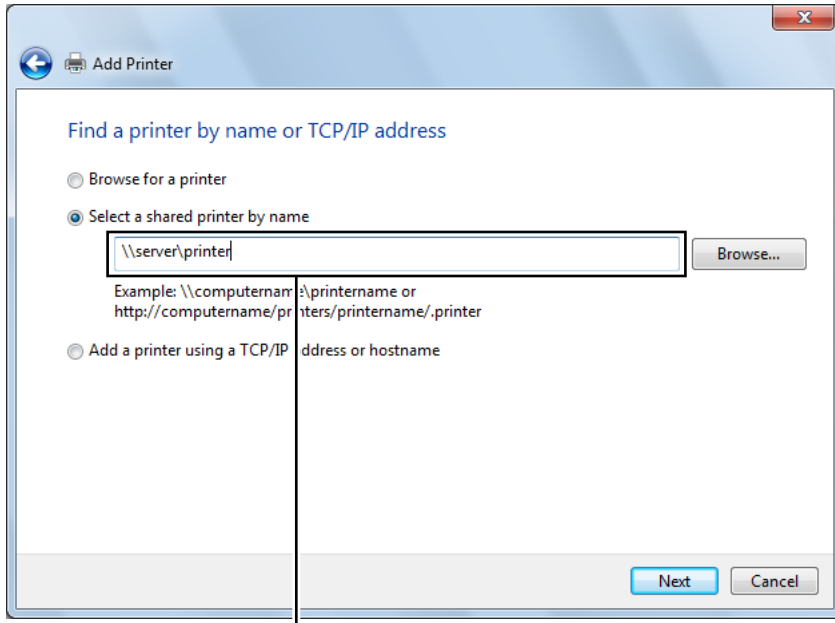 Add Printer
Find a printer by name or TCP/IP address
Browse for a printer
Select a shared printer by name
\\server\printer
Browse...
Example: \\computername\printername or
http://computername/printers/printername/.printer
Add a printer using a TCP/IP address or hostname
Next
Cancel